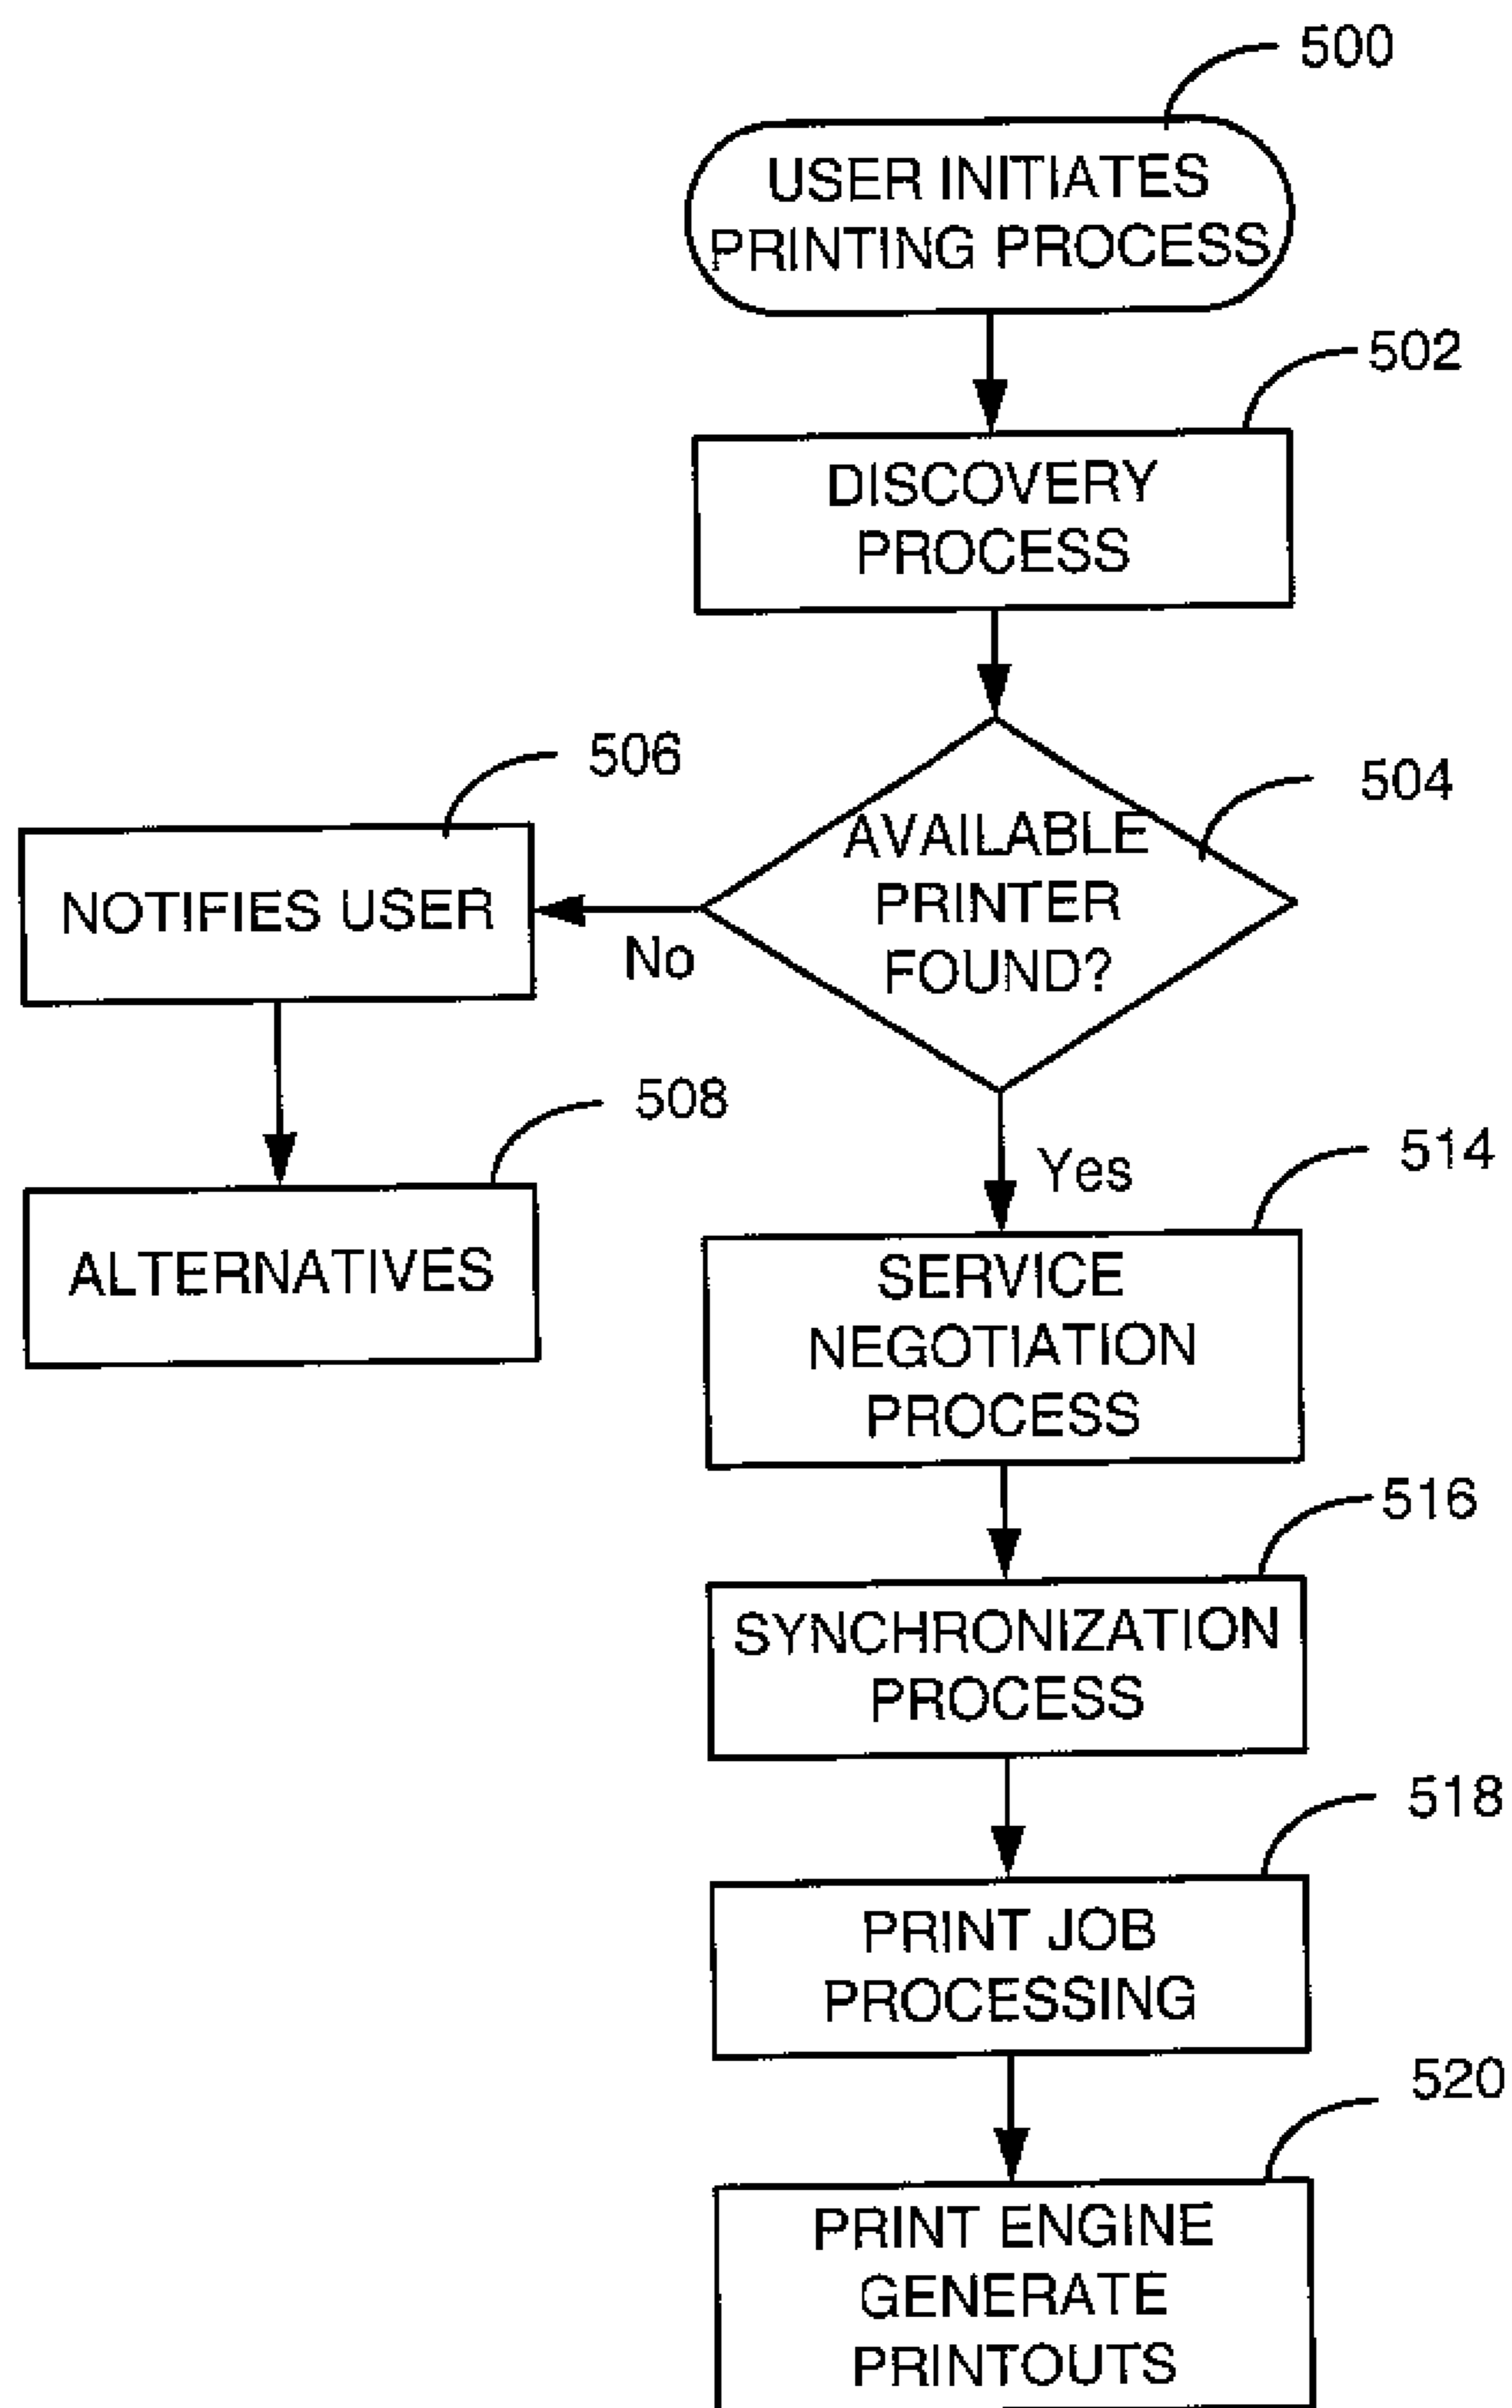 500
USER INITIATES
PRINTING PROCESS
502
DISCOVERY
PROCESS
504
AVAILABLE
PRINTER
FOUND?
No
506
NOTIFIES USER
508
ALTERNATIVES
Yes
514
SERVICE
NEGOTIATION
PROCESS
516
SYNCHRONIZATION
PROCESS
518
PRINT JOB
PROCESSING
520
PRINT ENGINE
GENERATE
PRINTOUTS